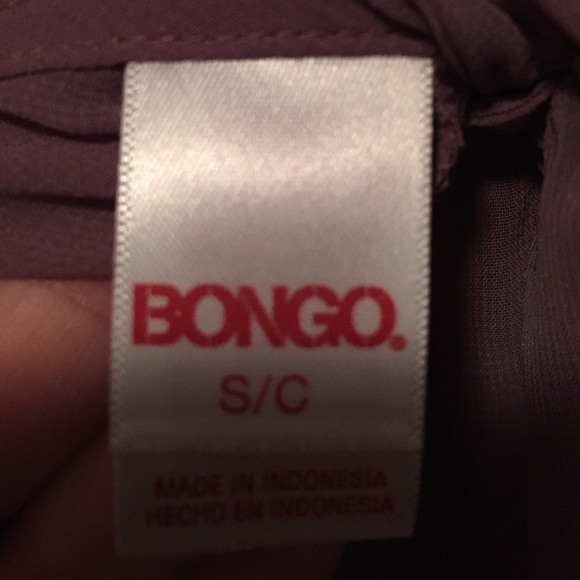 BONGO.
S/C
MADE IN INDONESIA
HECHO EN INDONESIA